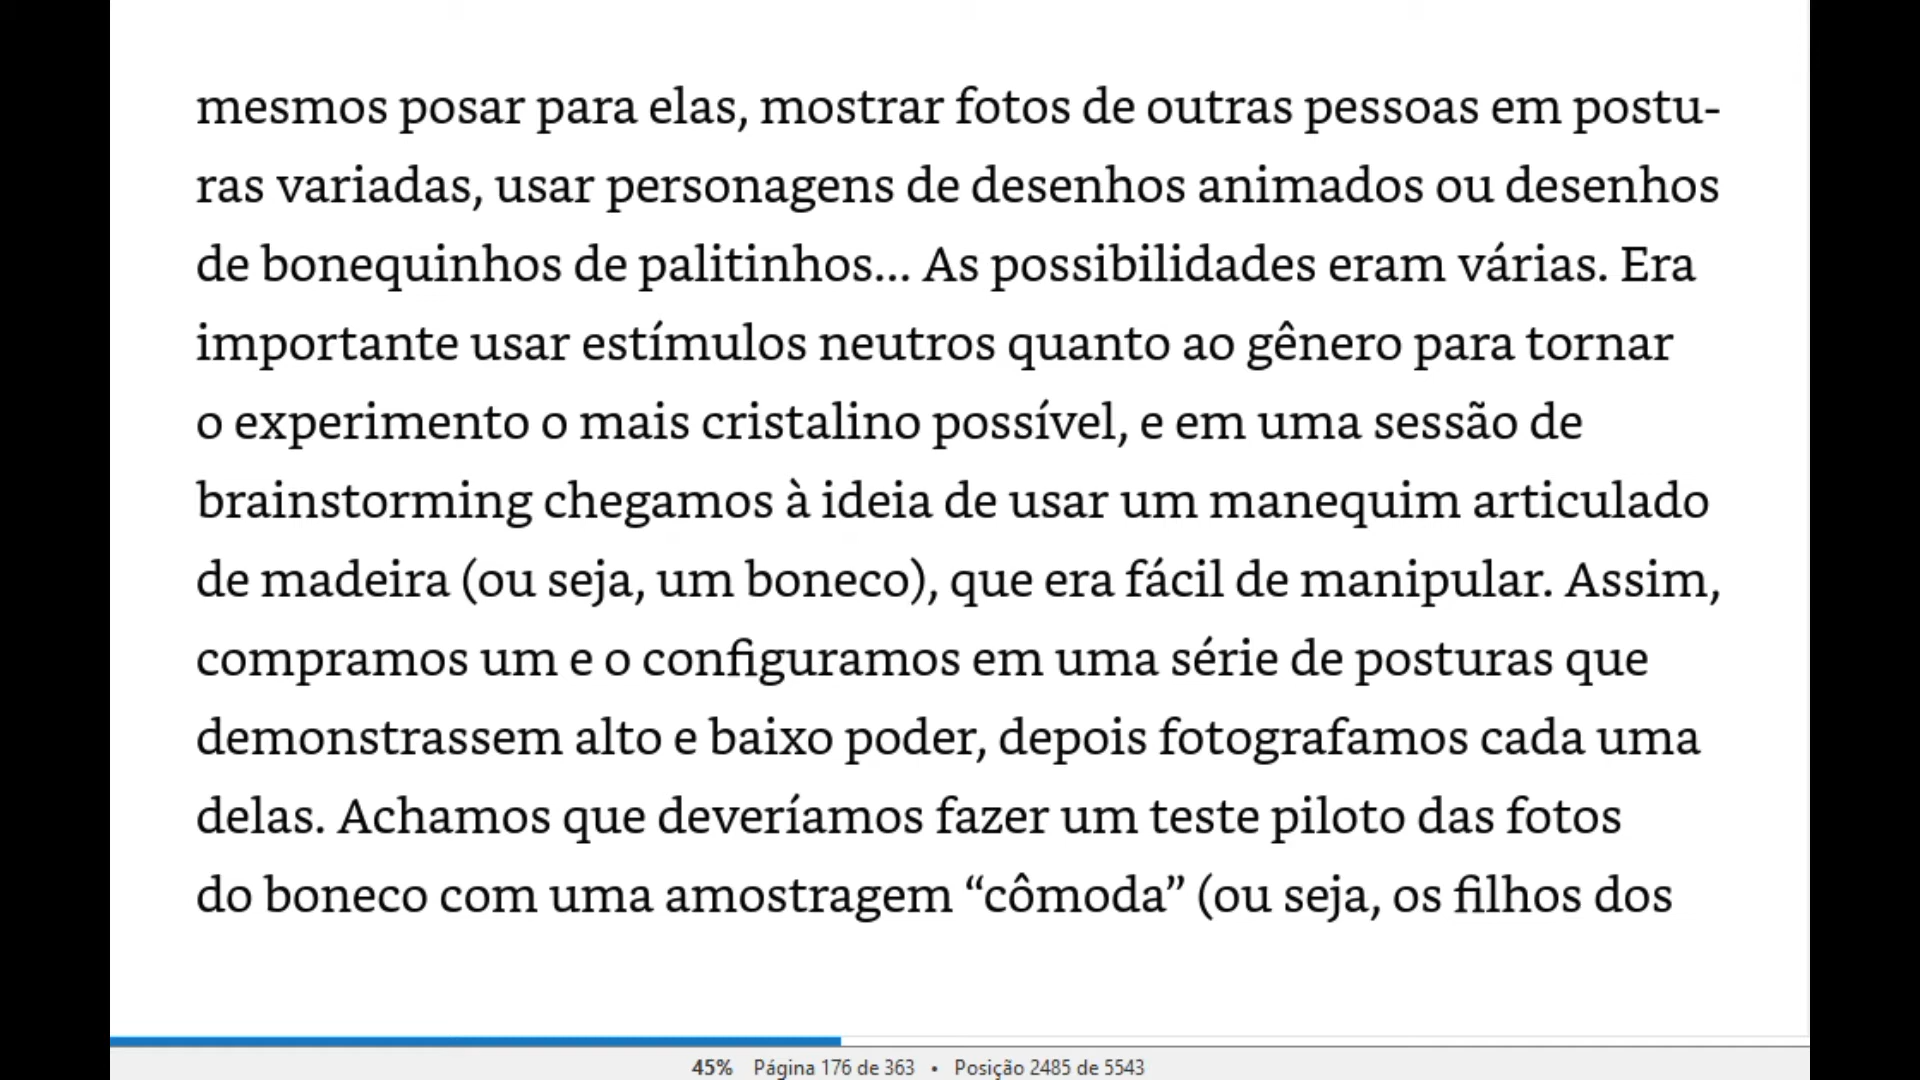 mesmos posar para elas, mostrar fotos de outras pessoas em postu-
ras variadas, usar personagens de desenhos animados ou desenhos
de bonequinhos de palitinhos... As possibilidades eram várias. Era
importante usar estímulos neutros quanto ao gênero para tornar
o experimento o mais cristalino possível, e em uma sessão de
brainstorming chegamos à ideia de usar um manequim articulado
de madeira (ou seja, um boneco), que era fácil de manipular. Assim,
compramos um e o configuramos em uma série de posturas que
demonstrassem alto e baixo poder, depois fotografamos cada uma
delas. Achamos que deveríamos fazer um teste piloto das fotos
do boneco com uma amostragem “cômoda” (ou seja, os filhos dos
45% Página 176 de 363 • Posição 2485 de 5543